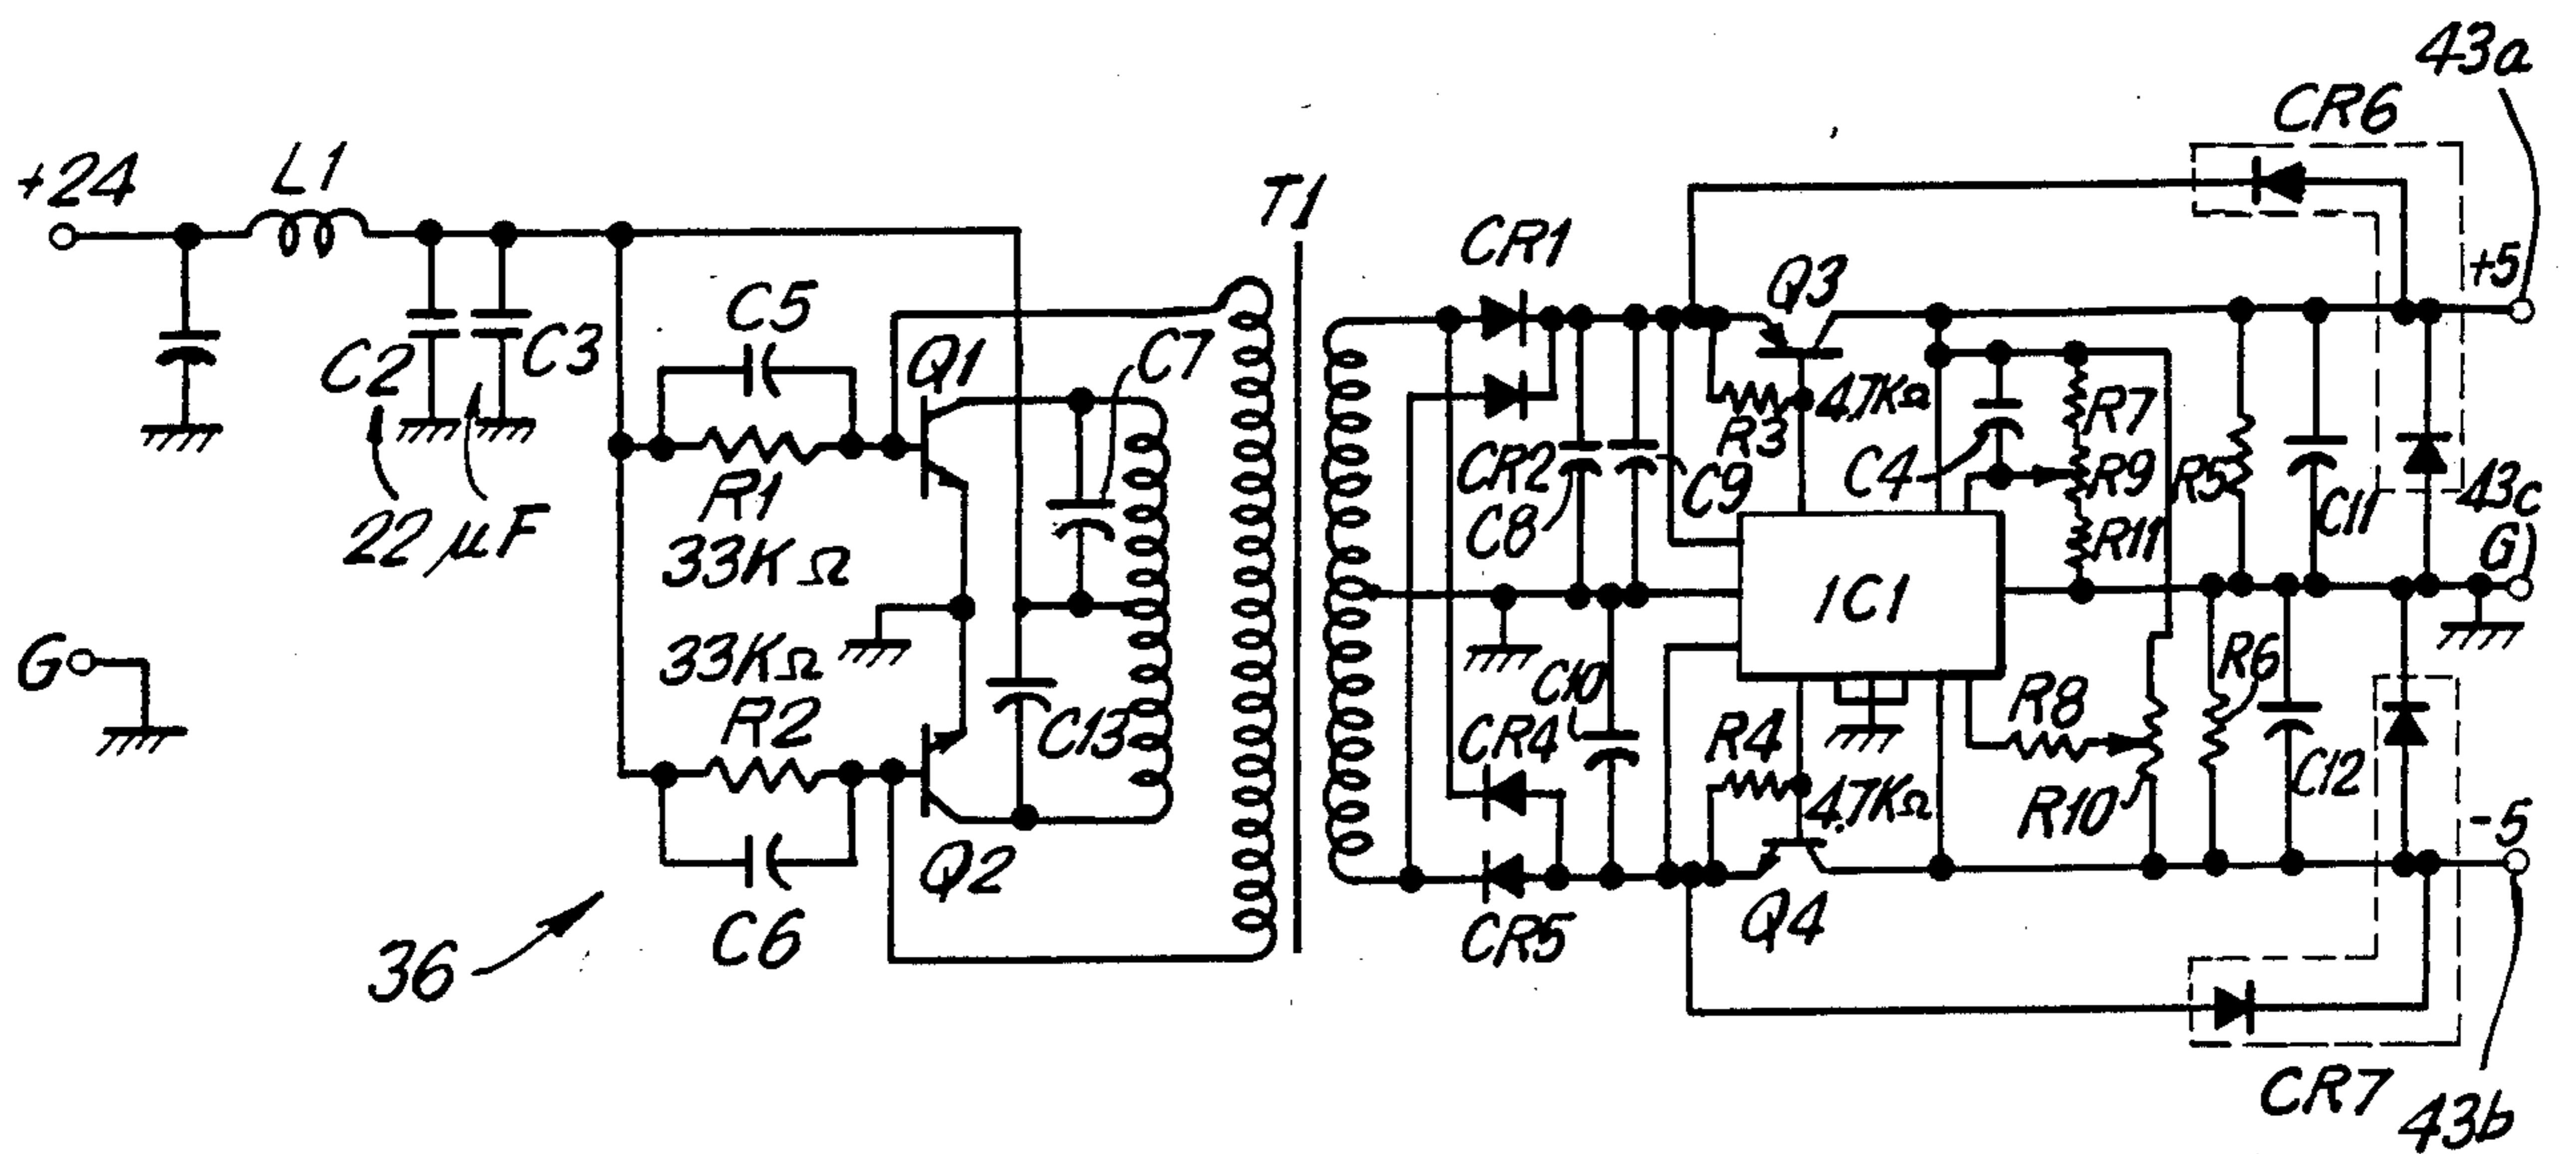 43a
CR6
+24
L1
T1
CR1
+5
Q3
C5
C7
C2
C3
Q1
4.7KΩ
R3
R7
CR2
C4
R9
R5
43c
C8
C9
C11
R1
22 µF
33KΩ
R11
G)
IC1
33KΩ
G
R6
C10
R8
R2
C13
CR4
R4
C12
4.7KΩ
R10
-5
Q2
Q4
C6
CR5
36
CR7
43b